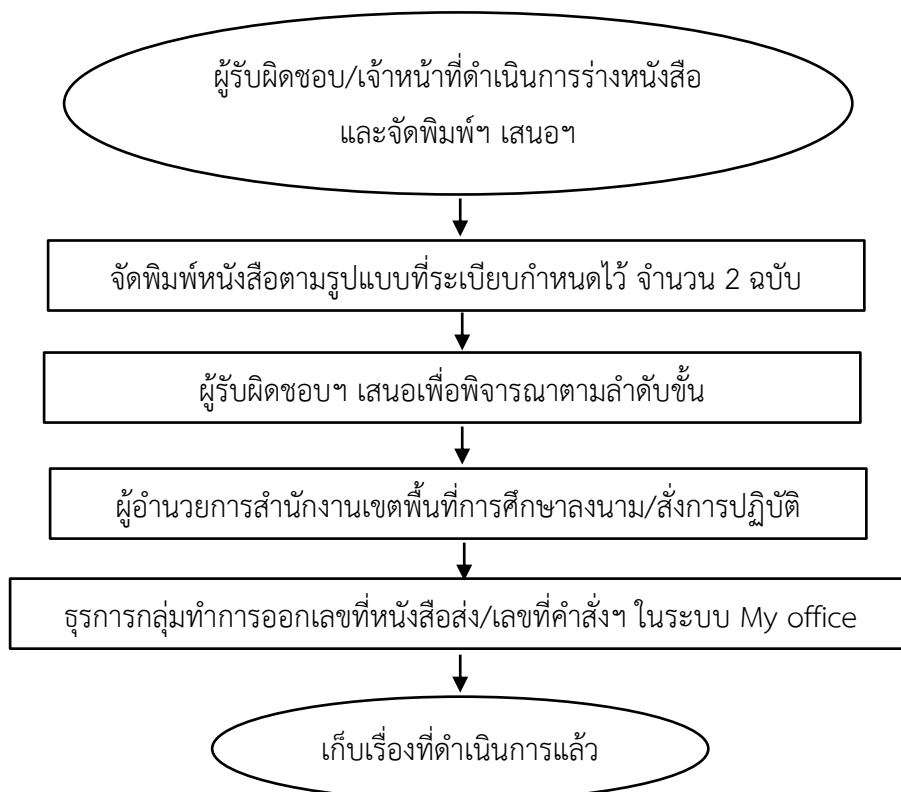 ผู้รับผิดชอบ/เจ้าหน้าที่ดำเนินการร่างหนังสือ
และจัดพิมพ์ฯ เสนอฯ
จัดพิมพ์หนังสือตามรูปแบบที่ระเบียบกำหนดไว้ จำนวน 2 ฉบับ
ผู้รับผิดชอบฯ เสนอเพื่อพิจารณาตามลำดับขั้น
ผู้อำนวยการสำนักงานเขตพื้นที่การศึกษาลงนาม/สั่งการปฏิบัติ
ธุรการกลุ่มทำการออกเลขที่หนังสือส่ง/เลขที่คำสั่งฯ ในระบบ My office
เก็บเรื่องที่ดำเนินการแล้ว